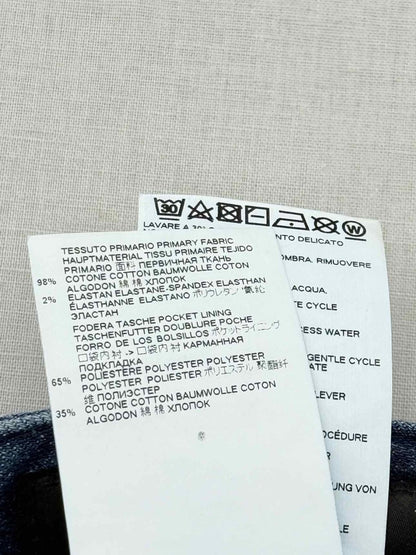 30
W
LAVARE A 30°
NTO DELICATO
OMBRA. RIMUOVERE
'ACQUA.
TE CYCLE
CESS WATER
GENTLE CYCLE
TAIN
LEVER
OCÉDURE
UNG VON
TESSUTO PRIMARIO PRIMARY FABRIC
HAUPTMATERIAL TISSU PRIMAIRE TEJIDO
PRIMARIO 面料 ПЕРВИЧНАЯ ТКАНЬ
98% COTONE COTTON BAUMWOLLE COTON
ALGODON 綿 棉 ХЛОПОК
2% ELASTAN ELASTANE-SPANDEX ELASTHAN
ÉLASTHANNE ELASTANO ポリウレタン 氨纶
ЭЛАСТАН
FODERA TASCHE POCKET LINING
TASCHENFUTTER DOUBLURE POCHE
FORRO DE LOS BOLSILLOS ポケットライニング
口袋内衬 -> 口袋内衬 КАРМАННАЯ
ПОДКЛАДКА
65% POLIESTERE POLYESTER POLYESTER
POLYESTER POLIESTER ポリエステル 聚酯纤
维 ПОЛИЭСТЕР
35% COTONE COTTON BAUMWOLLE COTON
ALGODON 綿 棉 ХЛОПОК